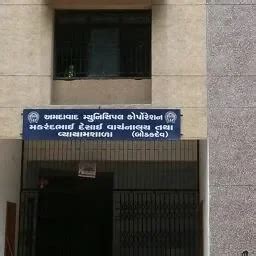 અમદાવાદ મ્યુનિસિપલ કોર્પોરેશન
મકરંદભાઈ દેસાઈ વાચનાલય તથા
વ્યાયામશાળા (બોડકદેવ)